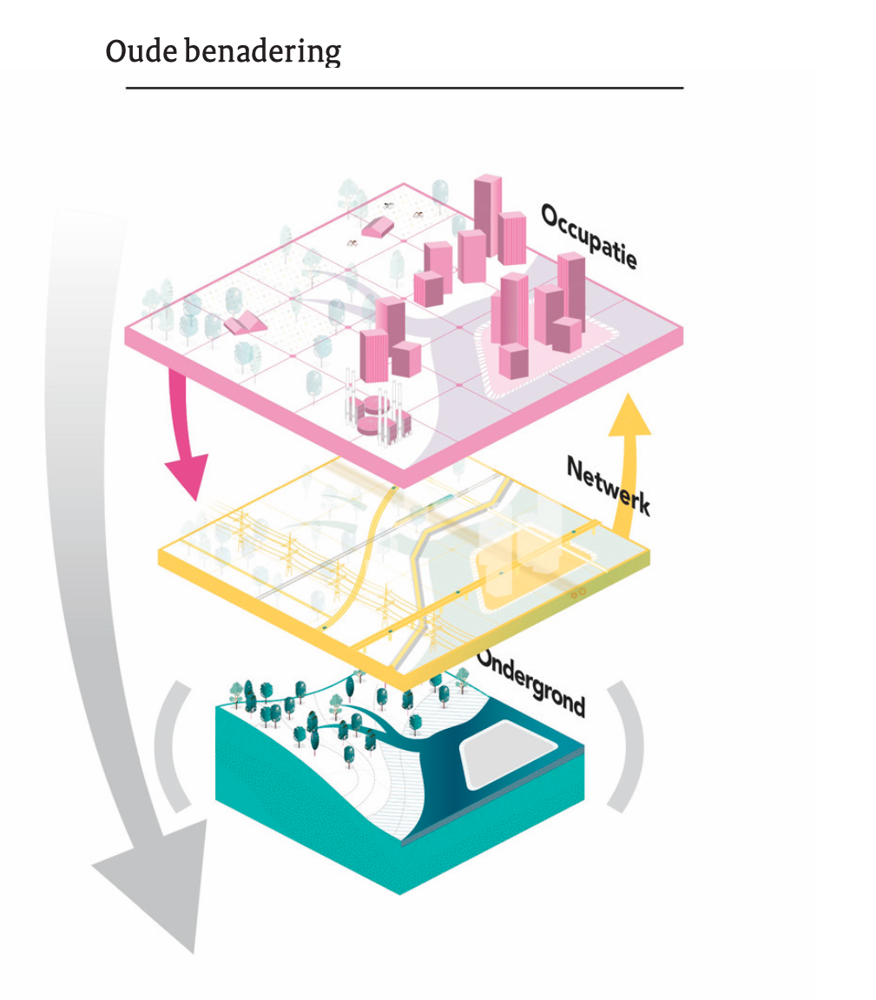 Oude benadering
Occupatie
Netwerk
Ondergrond